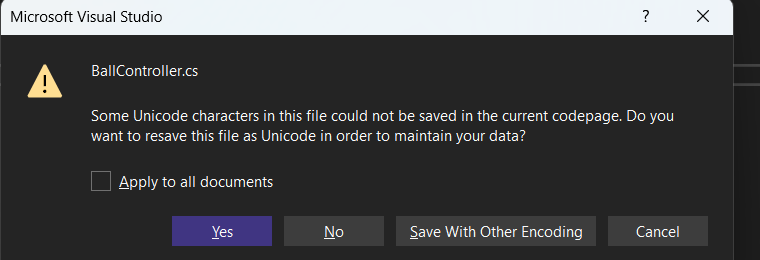 Microsoft Visual Studio
?
BallController.cs
Some Unicode characters in this file could not be saved in the current codepage. Do you
want to resave this file as Unicode in order to maintain your data?
Apply to all documents
Yes
No
Save With Other Encoding
Cancel